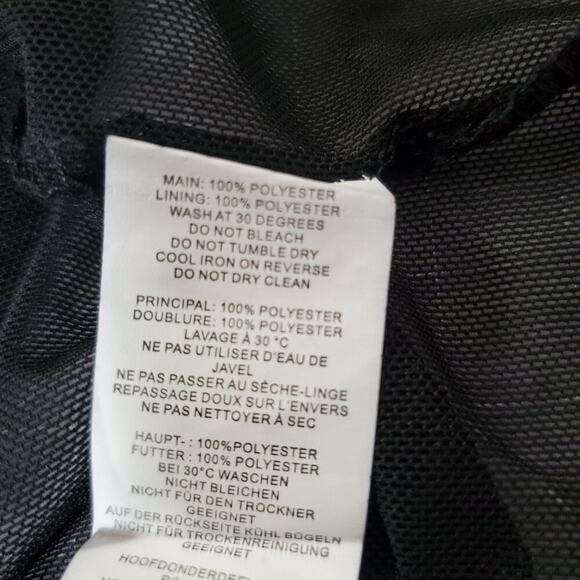 MAIN: 100% POLYESTER
LINING: 100% POLYESTER
WASH AT 30 DEGREES
DO NOT BLEACH
DO NOT TUMBLE DRY
COOL IRON ON REVERSE
DO NOT DRY CLEAN
PRINCIPAL: 100% POLYESTER
DOUBLURE: 100% POLYESTER
LAVAGE À 30 °C
NE PAS UTILISER D'EAU DE
JAVEL
NE PAS PASSER AU SÈCHE-LINGE
REPASSAGE DOUX SUR L'ENVERS
NE PAS NETTOYER À SEC
HAUPT- : 100%POLYESTER
FUTTER : 100% POLYESTER
BEI 30°C WASCHEN
NICHT BLEICHEN
NICHT FÜR DEN TROCKNER
GEEIGNET
AUF DER RÜCKSEITE KÜHL BÜGELN
NICHT FÜR TROCKENREINIGUNG
GEEIGNET